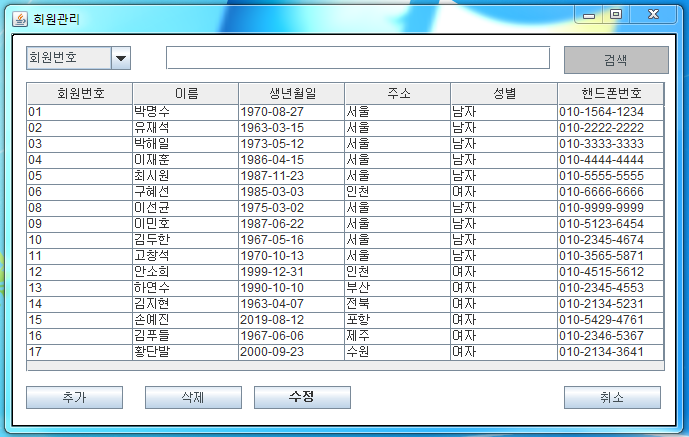 회원관리
회원번호 검색
회원번호 이름 생년월일 주소 성별 핸드폰번호
01 박명수 1970-08-27 서울 남자 010-1564-1234
02 유재석 1963-03-15 서울 남자 010-2222-2222
03 박해일 1973-05-12 서울 남자 010-3333-3333
04 이재훈 1986-04-15 서울 남자 010-4444-4444
05 최시원 1987-11-23 서울 남자 010-5555-5555
06 구혜선 1985-03-03 인천 여자 010-6666-6666
08 이선균 1975-03-02 서울 남자 010-9999-9999
09 이민호 1987-06-22 서울 남자 010-5123-6454
10 김두한 1967-05-16 서울 남자 010-2345-4674
11 고창석 1970-10-13 서울 남자 010-3565-5871
12 안소희 1999-12-31 인천 여자 010-4515-5612
13 하연수 1990-10-10 부산 여자 010-2345-4553
14 김지현 1963-04-07 전북 여자 010-2134-5231
15 손예진 2019-08-12 포항 여자 010-5429-4761
16 김푸들 1967-06-06 제주 여자 010-2346-5367
17 황단발 2000-09-23 수원 여자 010-2134-3641
추가 삭제 수정 취소